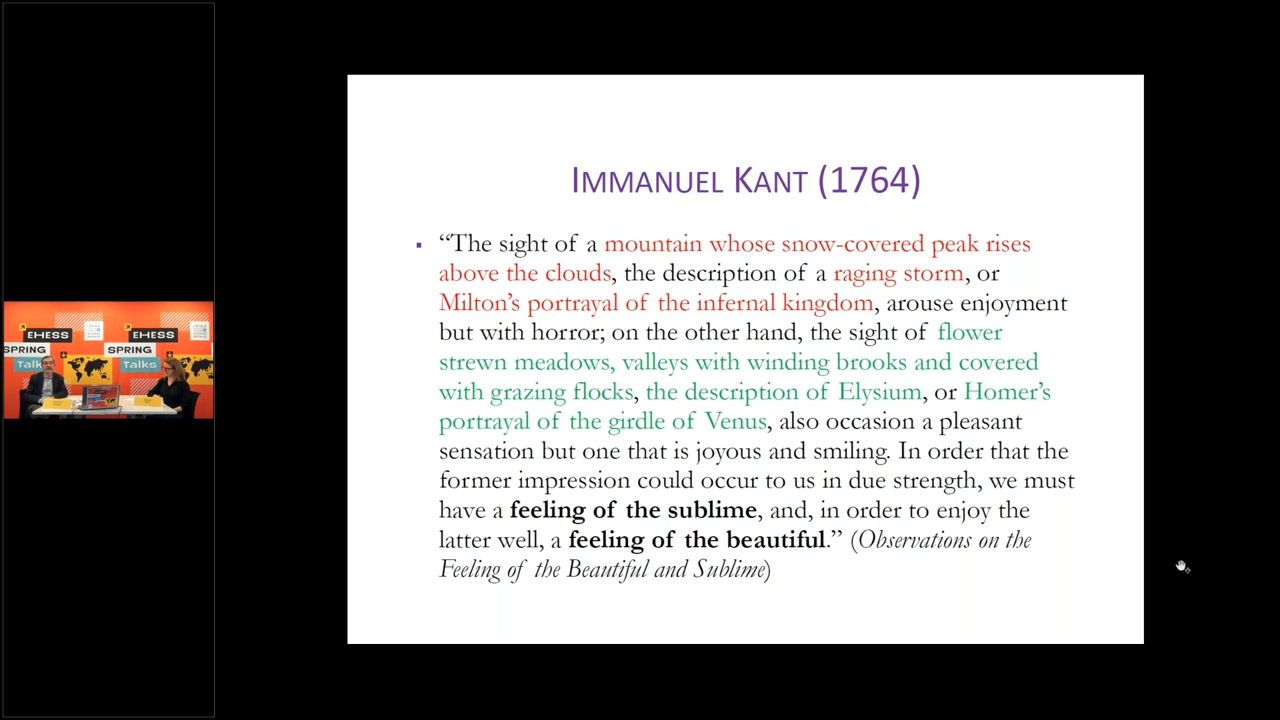 IMMANUEL KANT (1764)
▪ “The sight of a mountain whose snow-covered peak rises
above the clouds, the description of a raging storm, or
Milton’s portrayal of the infernal kingdom, arouse enjoyment
but with horror; on the other hand, the sight of flower
strewn meadows, valleys with winding brooks and covered
with grazing flocks, the description of Elysium, or Homer’s
portrayal of the girdle of Venus, also occasion a pleasant
sensation but one that is joyous and smiling. In order that the
former impression could occur to us in due strength, we must
have a feeling of the sublime, and, in order to enjoy the
latter well, a feeling of the beautiful.” (Observations on the
Feeling of the Beautiful and Sublime)
EHESS
SPRING
Talks
EHESS
SPRING
Talks